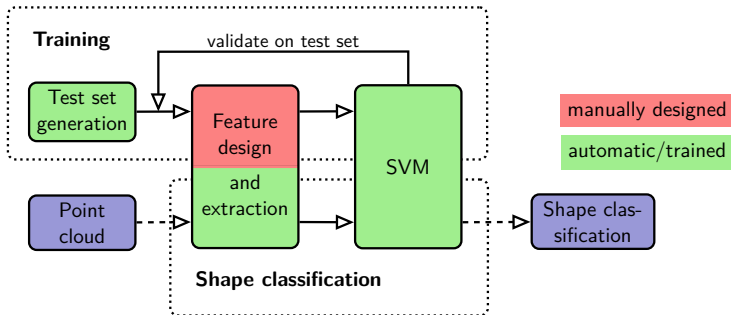 Training
validate on test set
Test set
generation
Feature
design
and
extraction
SVM
manually designed
automatic/trained
Point
cloud
Shape clas-
sification
Shape classification